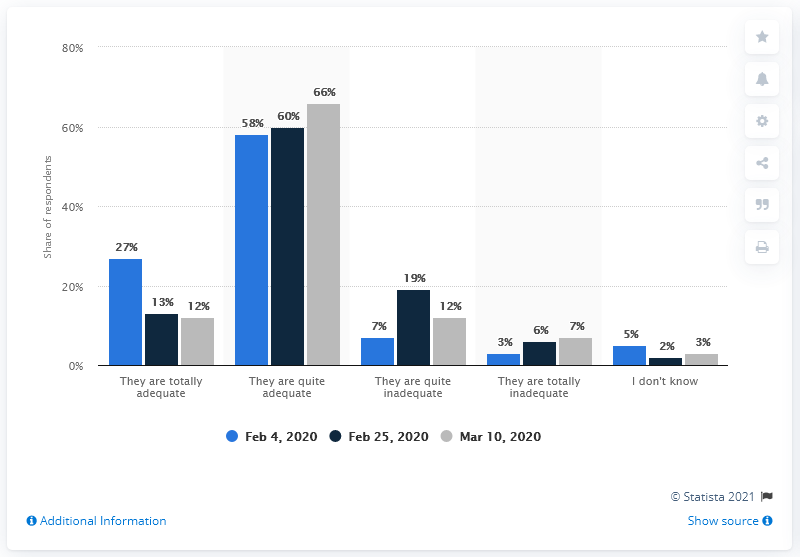 80%
60%
40%
20%
0%
Share of respondents
27%
13%
12%
58%
60%
66%
7%
19%
12%
3%
6%
7%
5%
2%
3%
They are totally
adequate
They are quite
adequate
They are quite
inadequate
They are totally
inadequate
I don't know
Feb 4, 2020
Feb 25, 2020
Mar 10, 2020
© Statista 2021
Additional Information
Show source